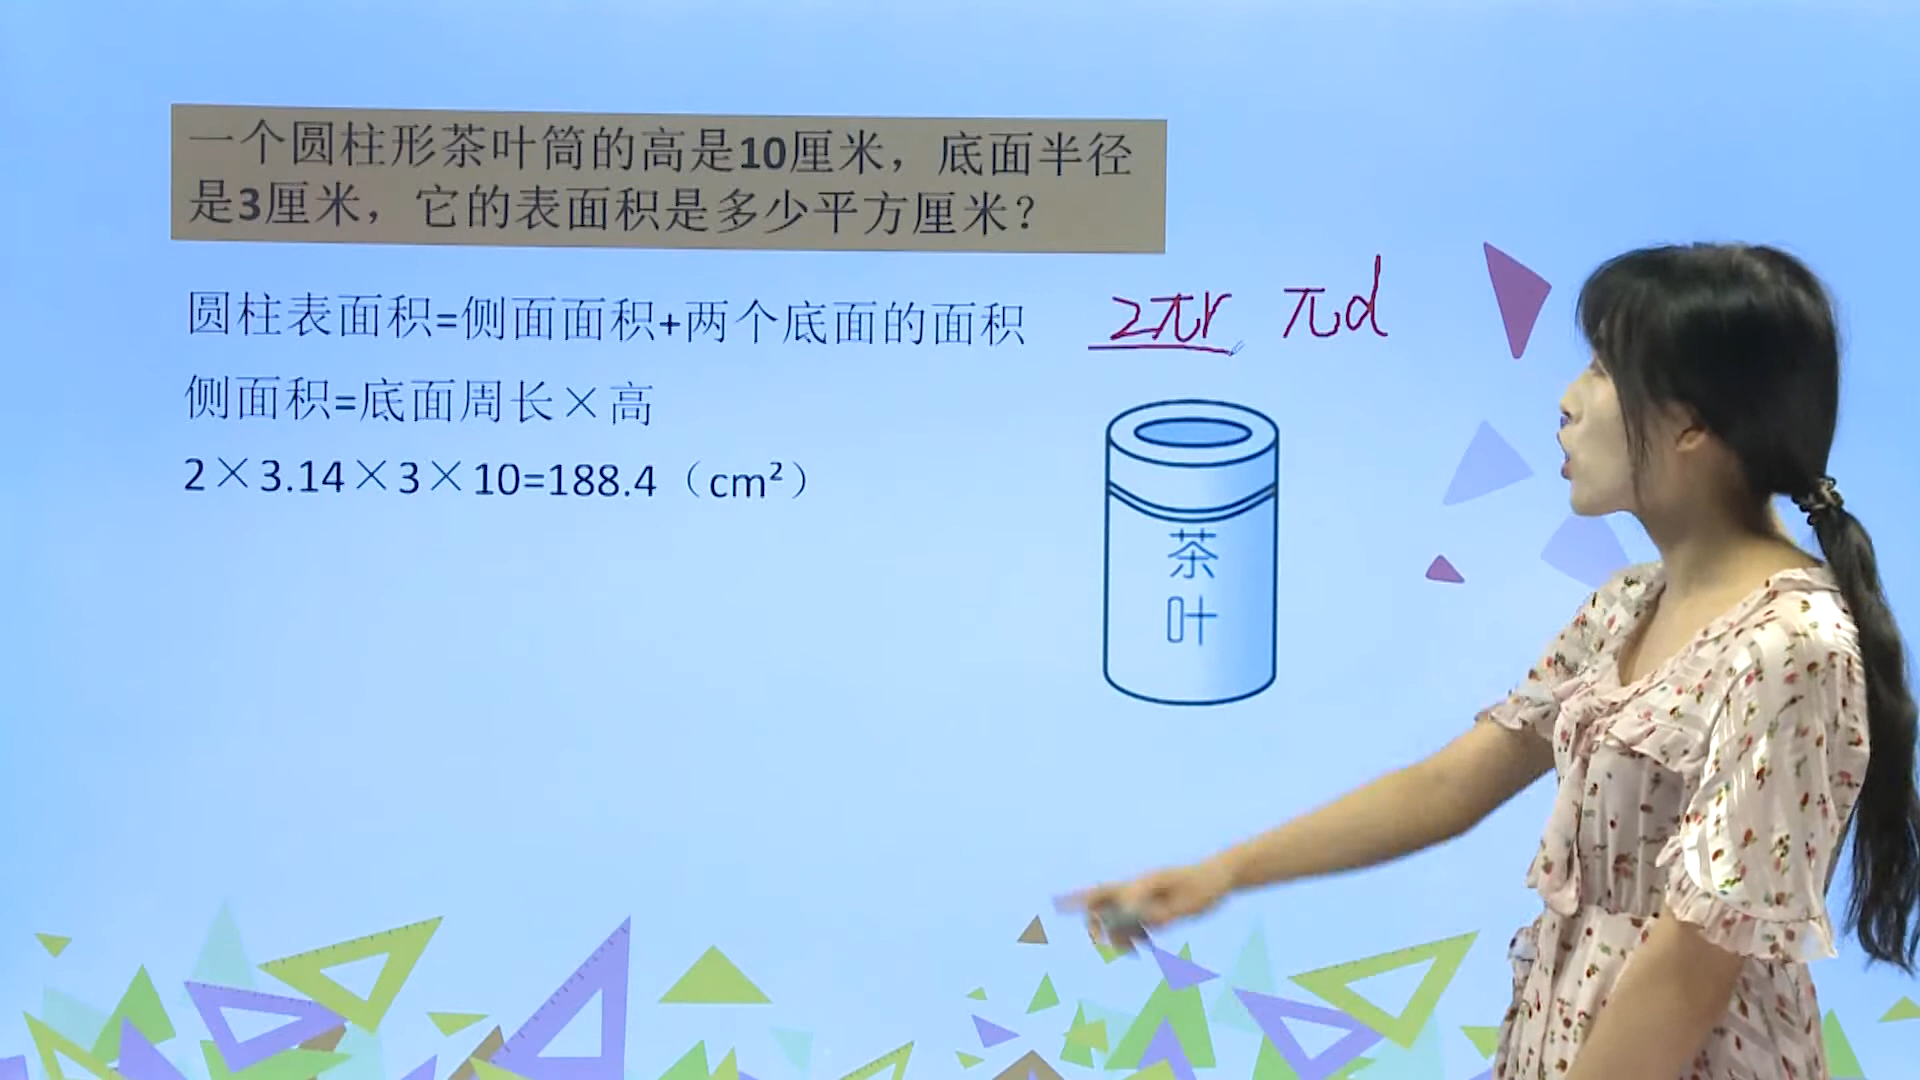 一个圆柱形茶叶筒的高是10厘米，底面半径
是3厘米，它的表面积是多少平方厘米？
圆柱表面积=侧面面积+两个底面的面积
2πr πd
侧面积=底面周长×高
2×3.14×3×10=188.4（cm²）
茶
叶